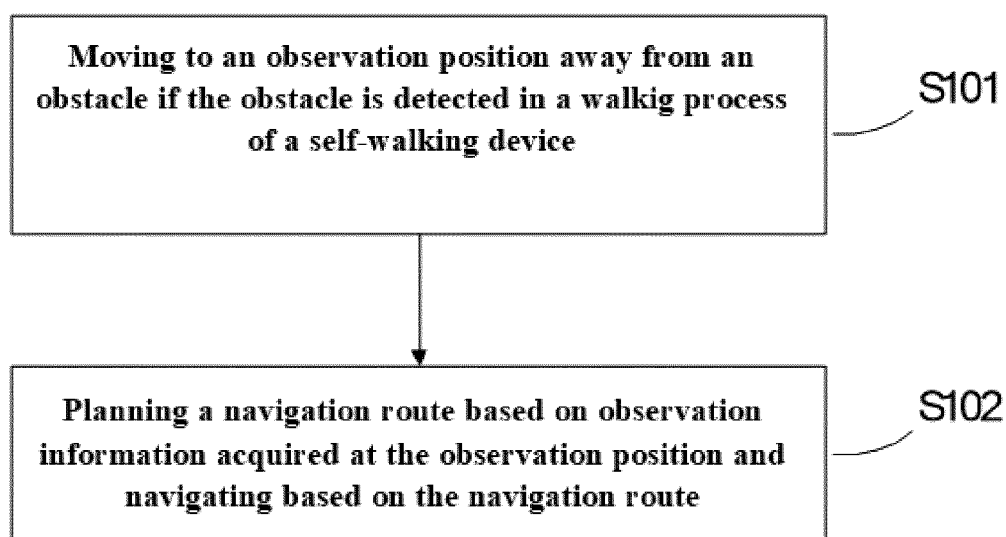 Moving to an observation position away from an
obstacle if the obstacle is detected in a walkig process
of a self-walking device
S101
Planning a navigation route based on observation
information acquired at the observation position and
navigating based on the navigation route
S102